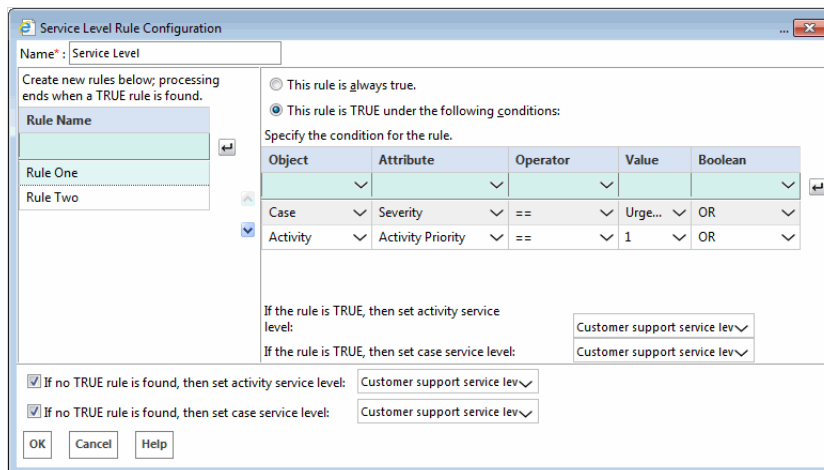 Service Level Rule Configuration
...
Name* : Service Level
Create new rules below; processing
ends when a TRUE rule is found.
Rule Name
Rule One
Rule Two
This rule is always true.
This rule is TRUE under the following conditions:
Specify the condition for the rule.
Object Attribute Operator Value Boolean
Case Severity == Urge... OR
Activity Activity Priority == 1 OR
If the rule is TRUE, then set activity service
level: Customer support service lev
If the rule is TRUE, then set case service level: Customer support service lev
If no TRUE rule is found, then set activity service level: Customer support service lev
If no TRUE rule is found, then set case service level: Customer support service lev
OK Cancel Help